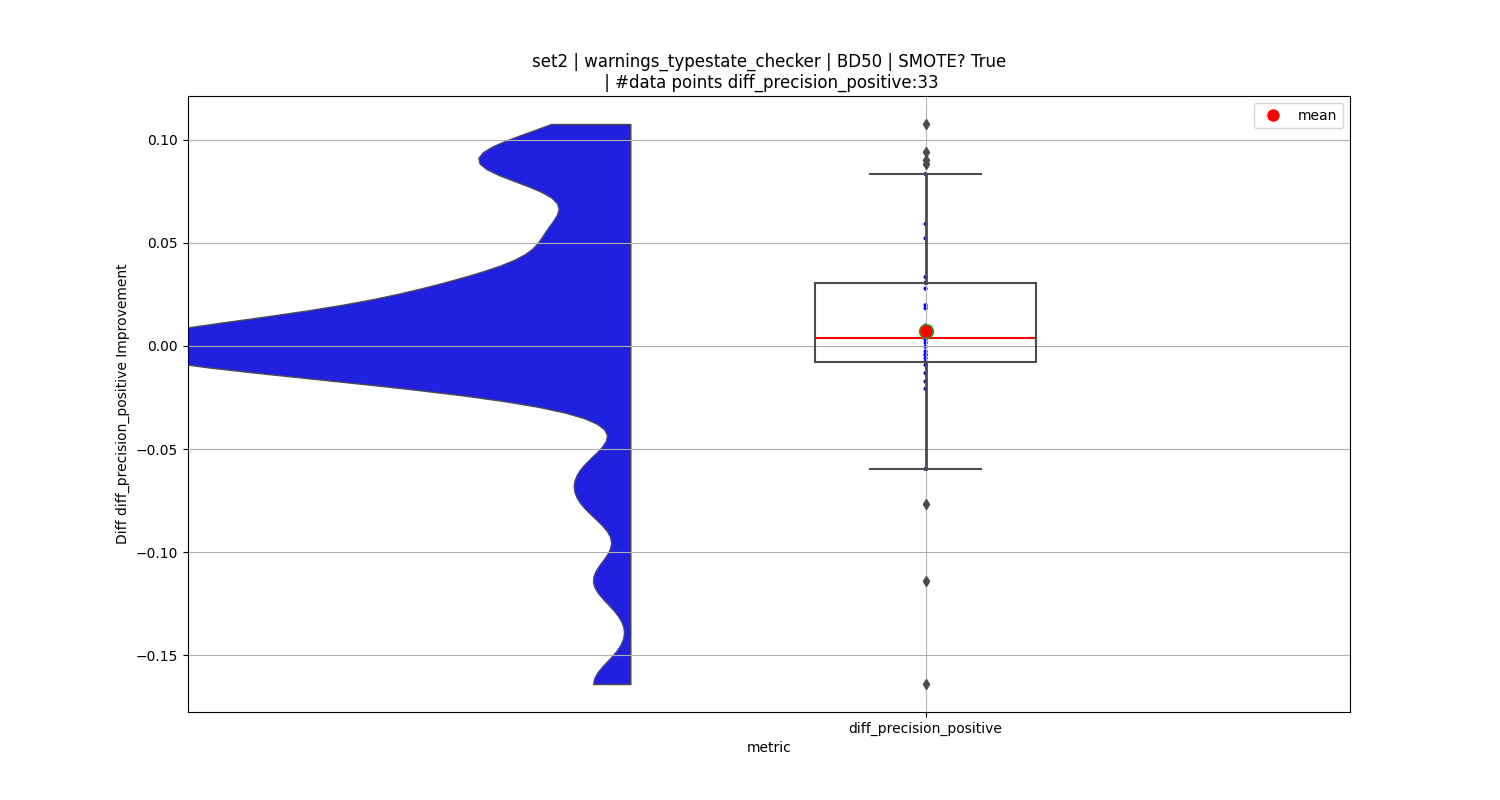 set2 | warnings_typestate_checker | BD50 | SMOTE? True
| #data points diff_precision_positive:33
mean
0.10
0.05
0.00
−0.05
−0.10
−0.15
Diff diff_precision_positive Improvement
diff_precision_positive
metric